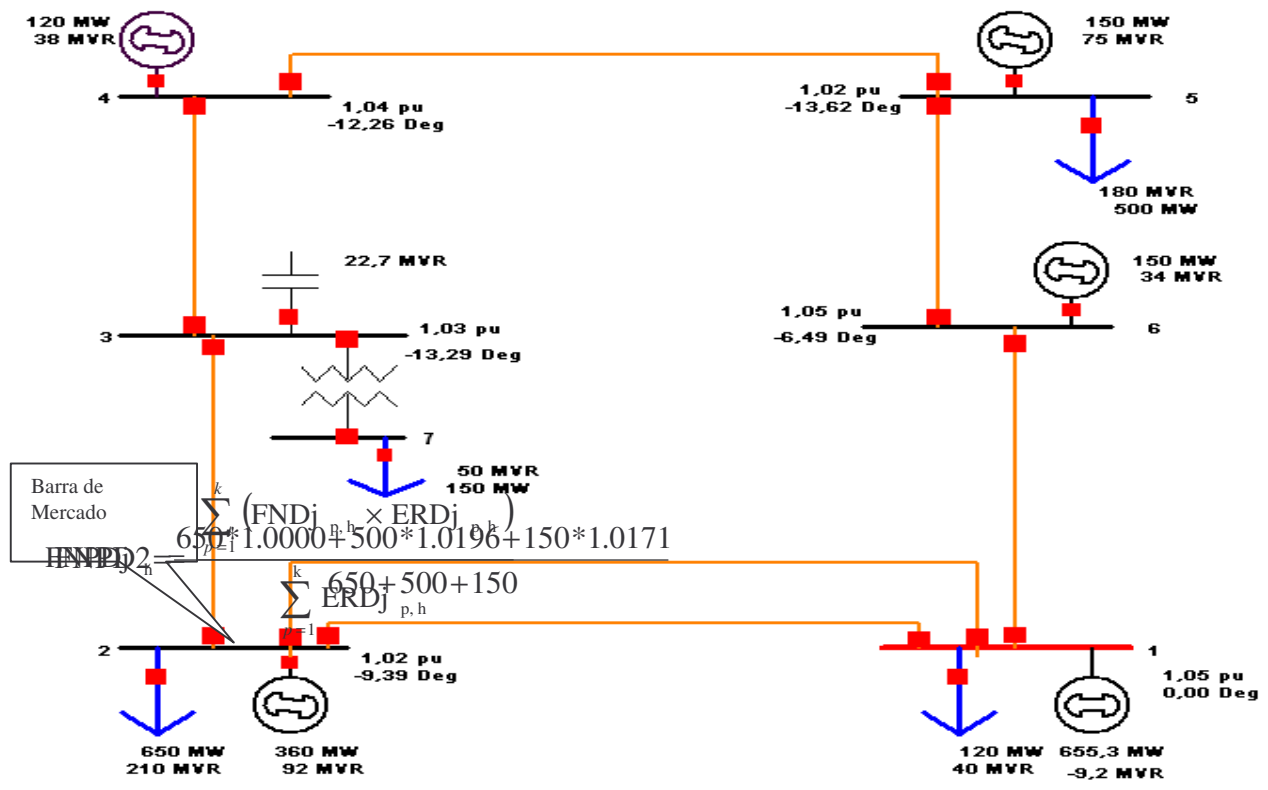 120 MW
38 MVR
4
1,04 pu
-12,26 Deg
150 MW
75 MVR
1,02 pu
-13,62 Deg
5
180 MVR
500 MW
22,7 MVR
3
1,03 pu
-13,29 Deg
150 MW
34 MVR
1,05 pu
-6,49 Deg
6
7
50 MVR
150 MW
Barra de
Mercado
k
∑ (FNDj p,h × ERDj p,h)
p=1
650*1.0000+500*1.0196+150*1.0171
650+500+150
k
∑ ERDj p,h
p=1
2
1,02 pu
-9,39 Deg
650 MW
210 MVR
360 MW
92 MVR
1
1,05 pu
0,00 Deg
120 MW
40 MVR
655,3 MW
-9,2 MVR